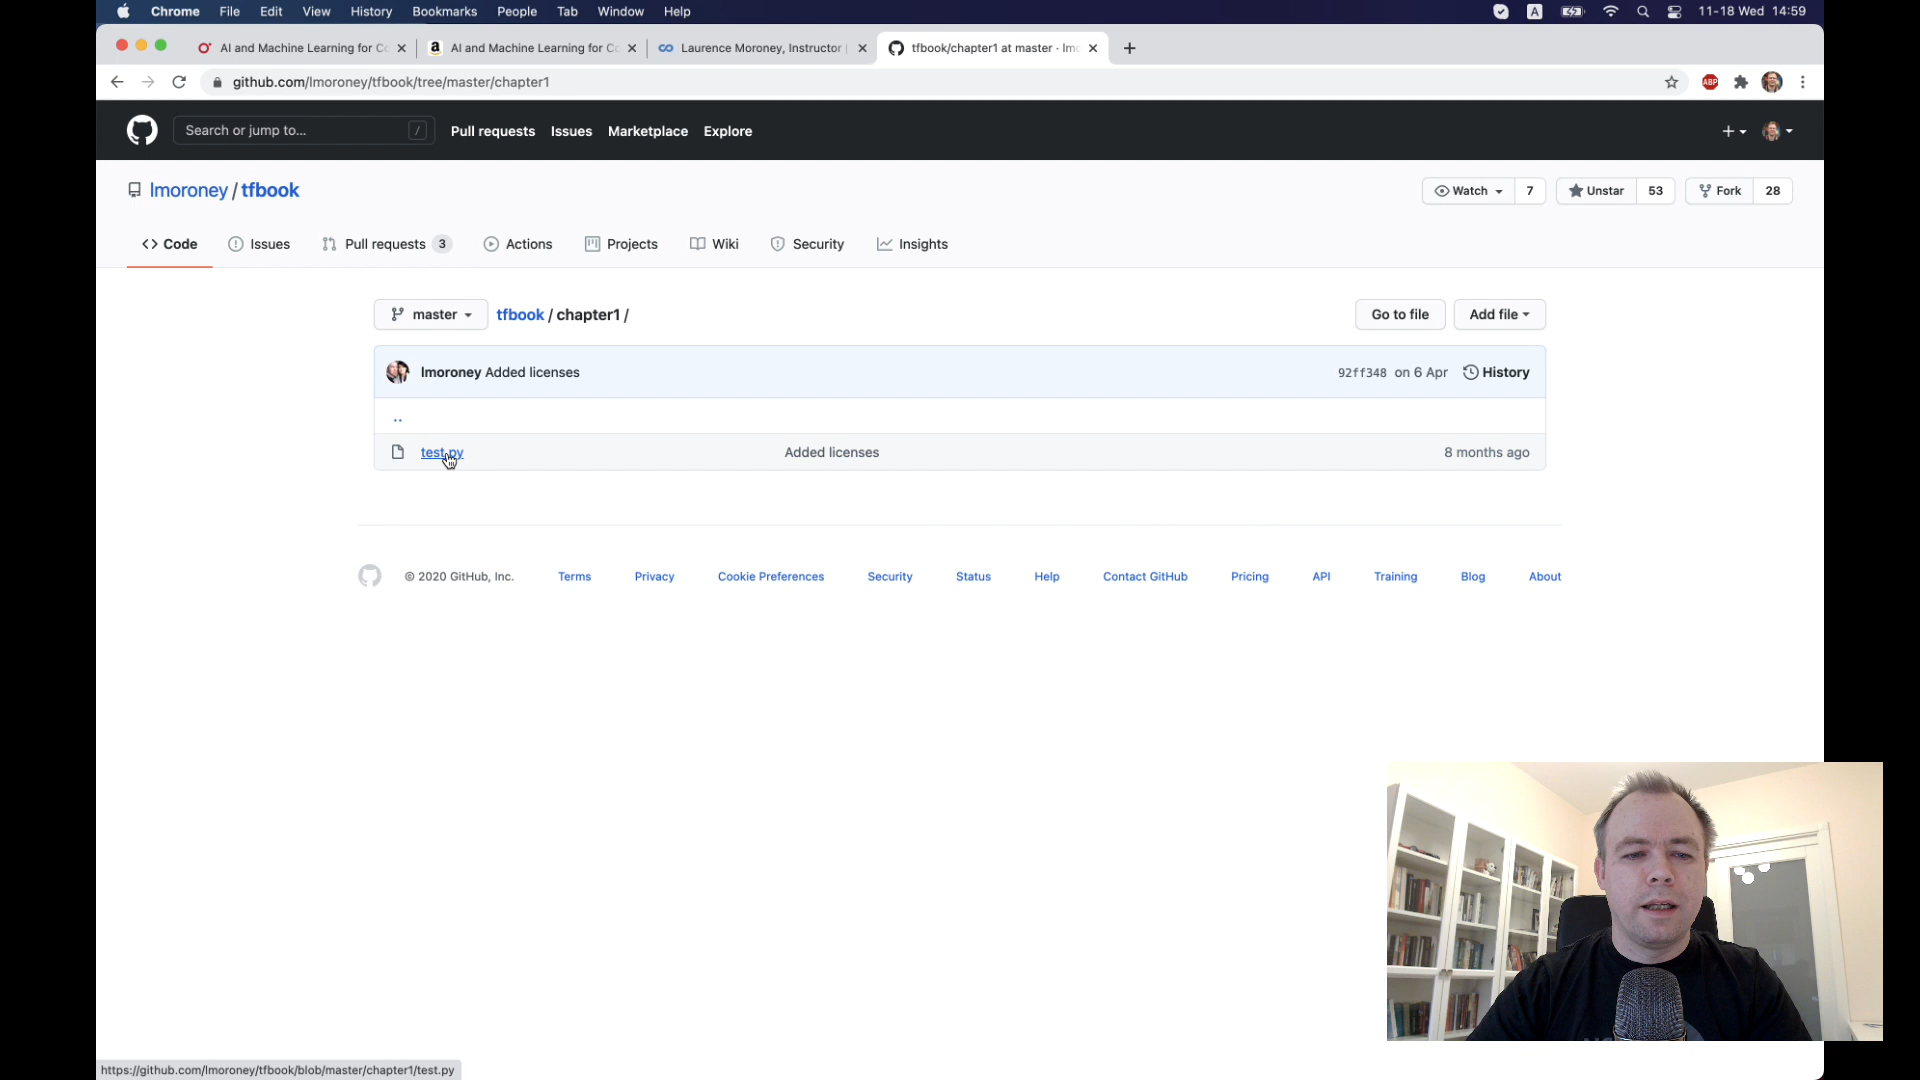 Chrome File Edit View History Bookmarks People Tab Window Help A 11-18 Wed 14:59
AI and Machine Learning for Co AI and Machine Learning for Co Laurence Moroney, Instructor tfbook/chapter1 at master · lmo
github.com/lmoroney/tfbook/tree/master/chapter1 ABP
Search or jump to... / Pull requests Issues Marketplace Explore
lmoroney / tfbook Watch 7 Unstar 53 Fork 28
Code Issues Pull requests 3 Actions Projects Wiki Security Insights
master tfbook / chapter1 / Go to file Add file
lmoroney Added licenses 92ff348 on 6 Apr History
..
test.py Added licenses 8 months ago
© 2020 GitHub, Inc. Terms Privacy Cookie Preferences Security Status Help Contact GitHub Pricing API Training Blog About
https://github.com/lmoroney/tfbook/blob/master/chapter1/test.py